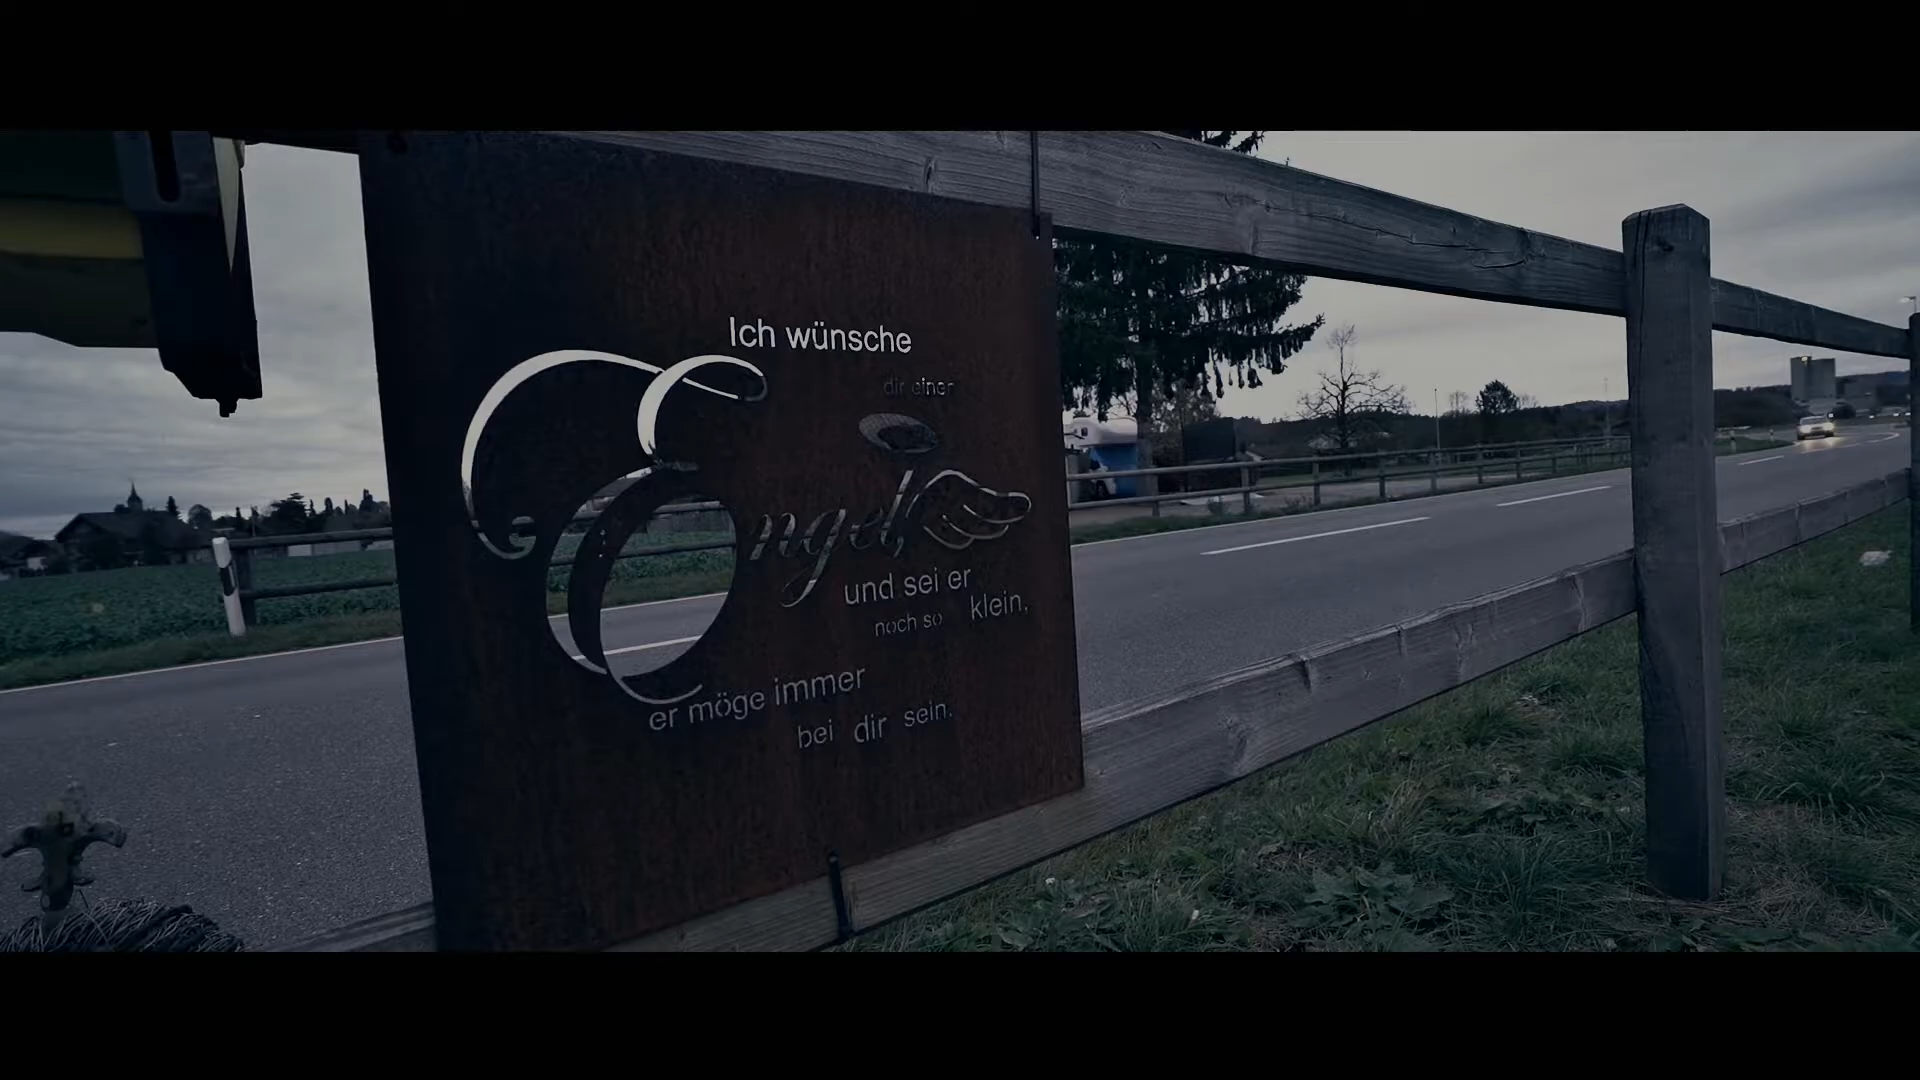 Ich wünsche
dir einen
Engel,
und sei er
noch so klein,
er möge immer
bei dir sein.